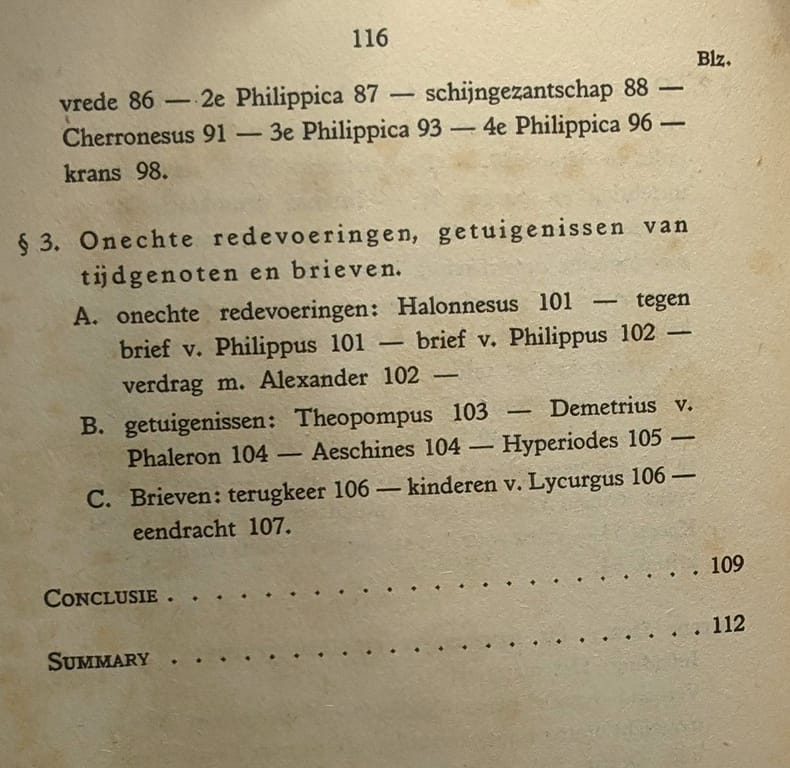 116
Blz.
vrede 86 — 2e Philippica 87 — schijngezantschap 88 —
Cherronesus 91 — 3e Philippica 93 — 4e Philippica 96 —
krans 98.
§ 3. Onechte redevoeringen, getuigenissen van
tijdgenoten en brieven.
A. onechte redevoeringen: Halonnesus 101 — tegen
brief v. Philippus 101 — brief v. Philippus 102 —
verdrag m. Alexander 102 —
B. getuigenissen: Theopompus 103 — Demetrius v.
Phaleron 104 — Aeschines 104 — Hyperiodes 105 —
C. Brieven: terugkeer 106 — kinderen v. Lycurgus 106 —
eendracht 107.
CONCLUSIE . . . . . . . . . . . . . . . . . . . 109
SUMMARY . . . . . . . . . . . . . . . . . . . 112